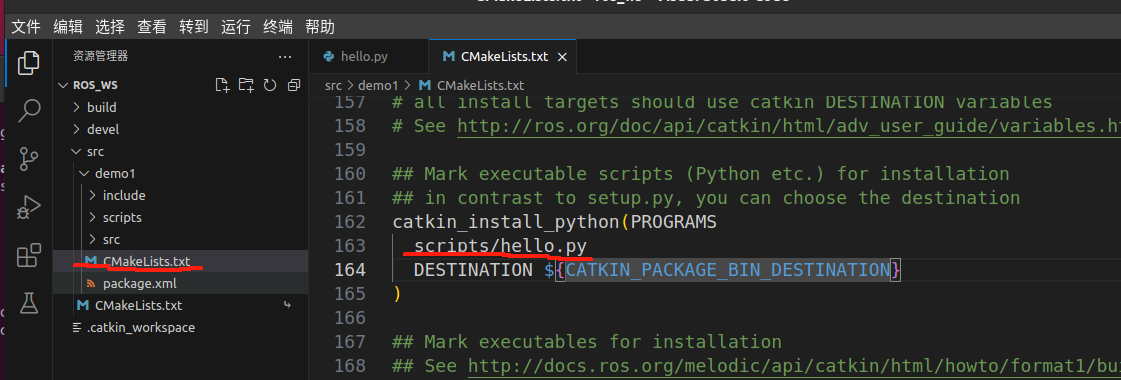 文件 编辑 选择 查看 转到 运行 终端 帮助
资源管理器
ROS_WS
build
devel
src
demo1
include
scripts
src
CMakeLists.txt
package.xml
CMakeLists.txt
.catkin_workspace
hello.py
CMakeLists.txt
src > demo1 > CMakeLists.txt
157 # all install targets should use catkin DESTINATION variables
158 # See http://ros.org/doc/api/catkin/html/adv_user_guide/variables.ht
159
160 ## Mark executable scripts (Python etc.) for installation
161 ## in contrast to setup.py, you can choose the destination
162 catkin_install_python(PROGRAMS
163 scripts/hello.py
164 DESTINATION ${CATKIN_PACKAGE_BIN_DESTINATION}
165 )
166
167 ## Mark executables for installation
168 ## See http://docs.ros.org/melodic/api/catkin/html/howto/format1/bu